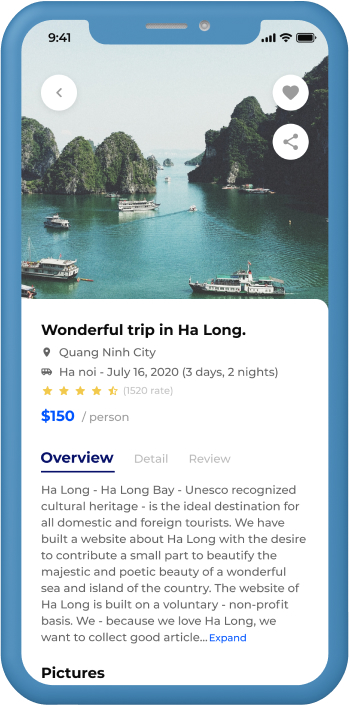 9:41
Wonderful trip in Ha Long.
Quang Ninh City
Ha noi - July 16, 2020 (3 days, 2 nights)
(1520 rate)
$150 / person
Overview Detail Review
Ha Long - Ha Long Bay - Unesco recognized
cultural heritage - is the ideal destination for
all domestic and foreign tourists. We have
built a website about Ha Long with the desire
to contribute a small part to beautify the
majestic and poetic beauty of a wonderful
sea and island of the country. The website of
Ha Long is built on a voluntary - non-profit
basis. We - because we love Ha Long, we
want to collect good article...Expand
Pictures